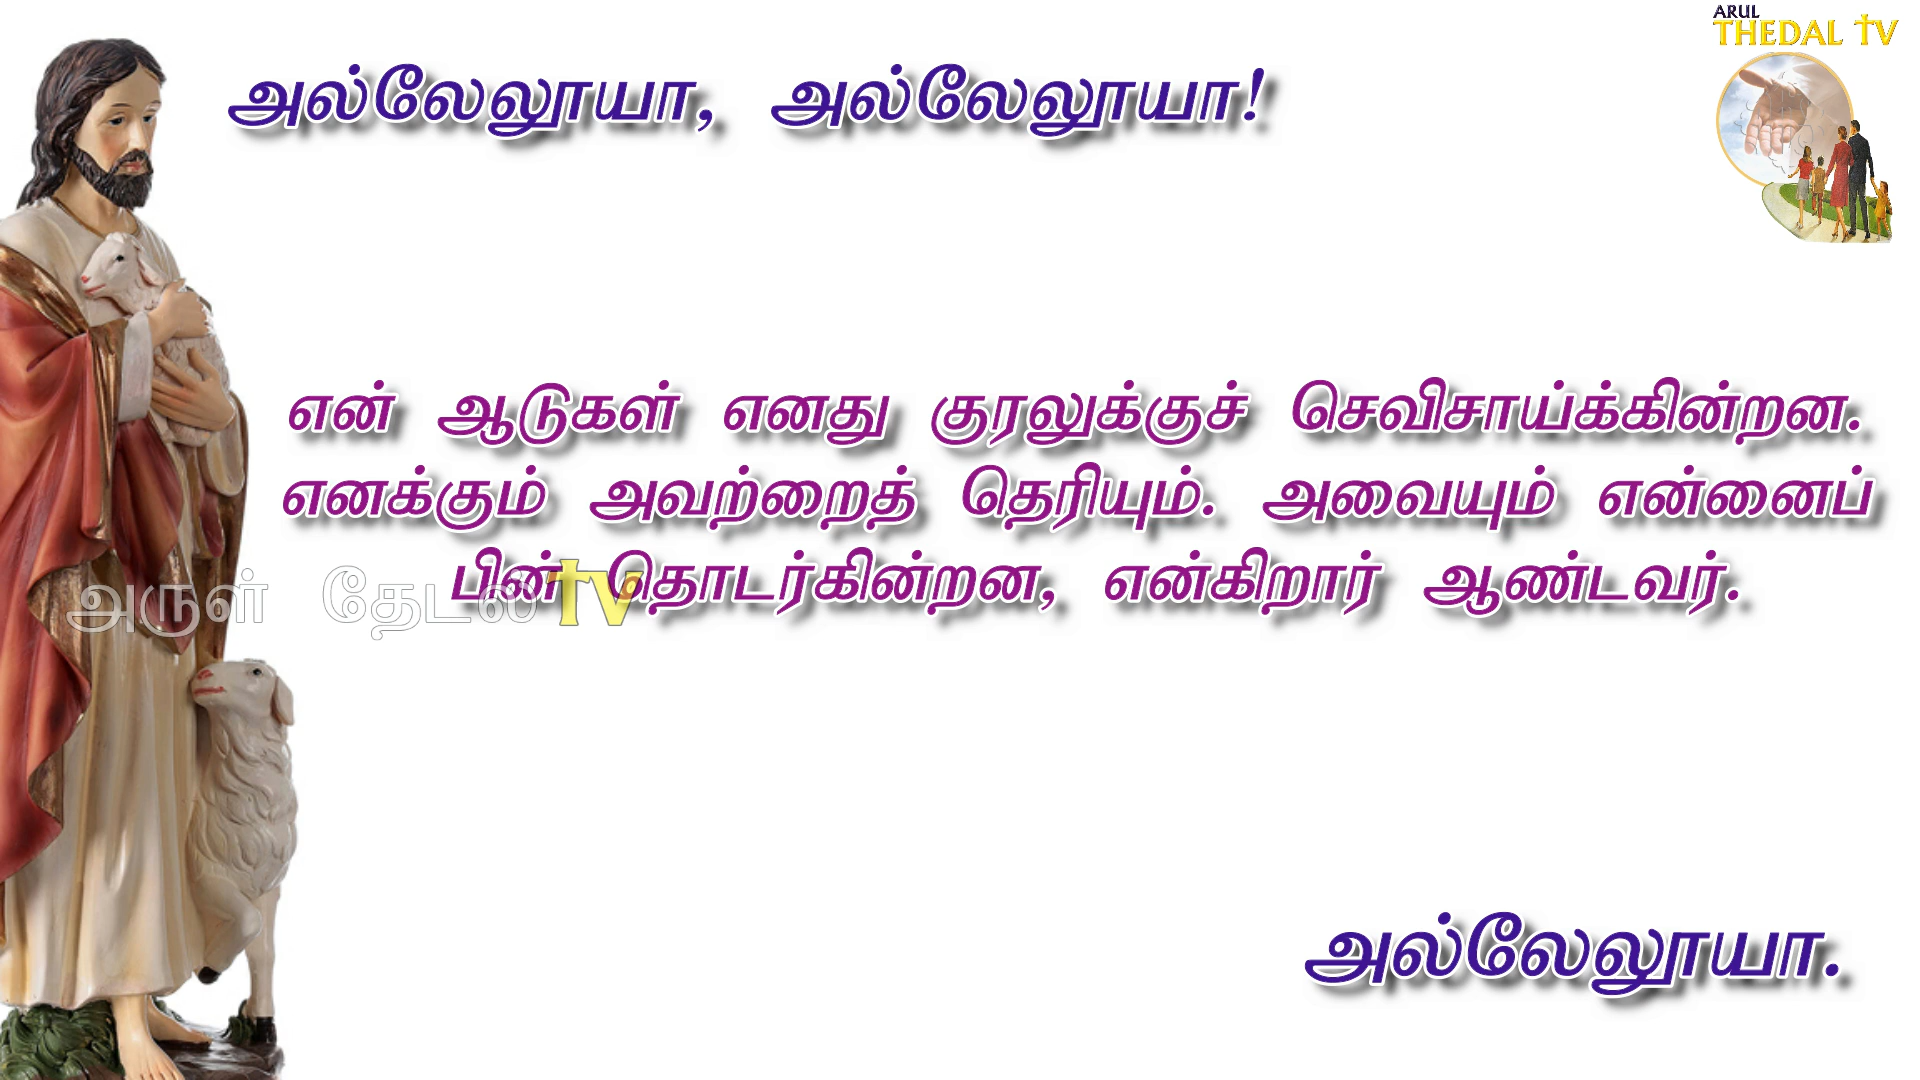 ARUL
THEDAL TV
அல்லேலூயா, அல்லேலூயா!
என் ஆடுகள் எனது குரலுக்குச் செவிசாய்க்கின்றன.
எனக்கும் அவற்றைத் தெரியும். அவையும் என்னைப்
பின் தொடர்கின்றன, என்கிறார் ஆண்டவர்.
அருள் தேடல் TV
அல்லேலூயா.